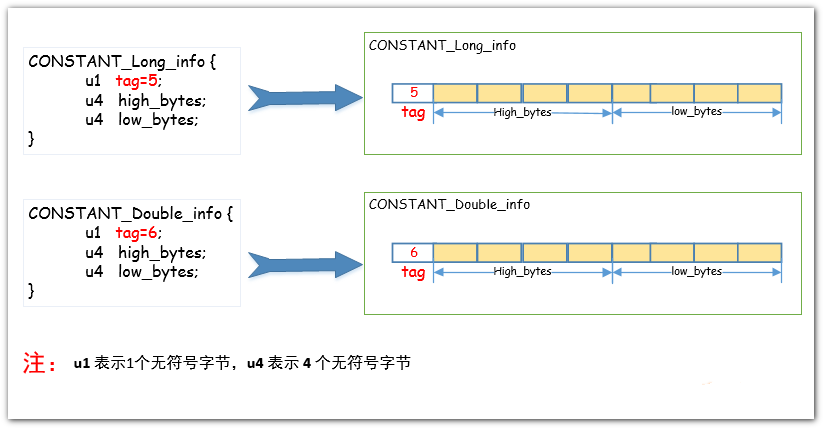 CONSTANT_Long_info {
u1 tag=5;
u4 high_bytes;
u4 low_bytes;
}
CONSTANT_Long_info
5
tag
High_bytes
low_bytes
CONSTANT_Double_info {
u1 tag=6;
u4 high_bytes;
u4 low_bytes;
}
CONSTANT_Double_info
6
tag
High_bytes
low_bytes
注： u1 表示1个无符号字节，u4 表示 4 个无符号字节